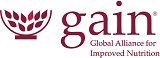 gain®
Global Alliance for
Improved Nutrition®